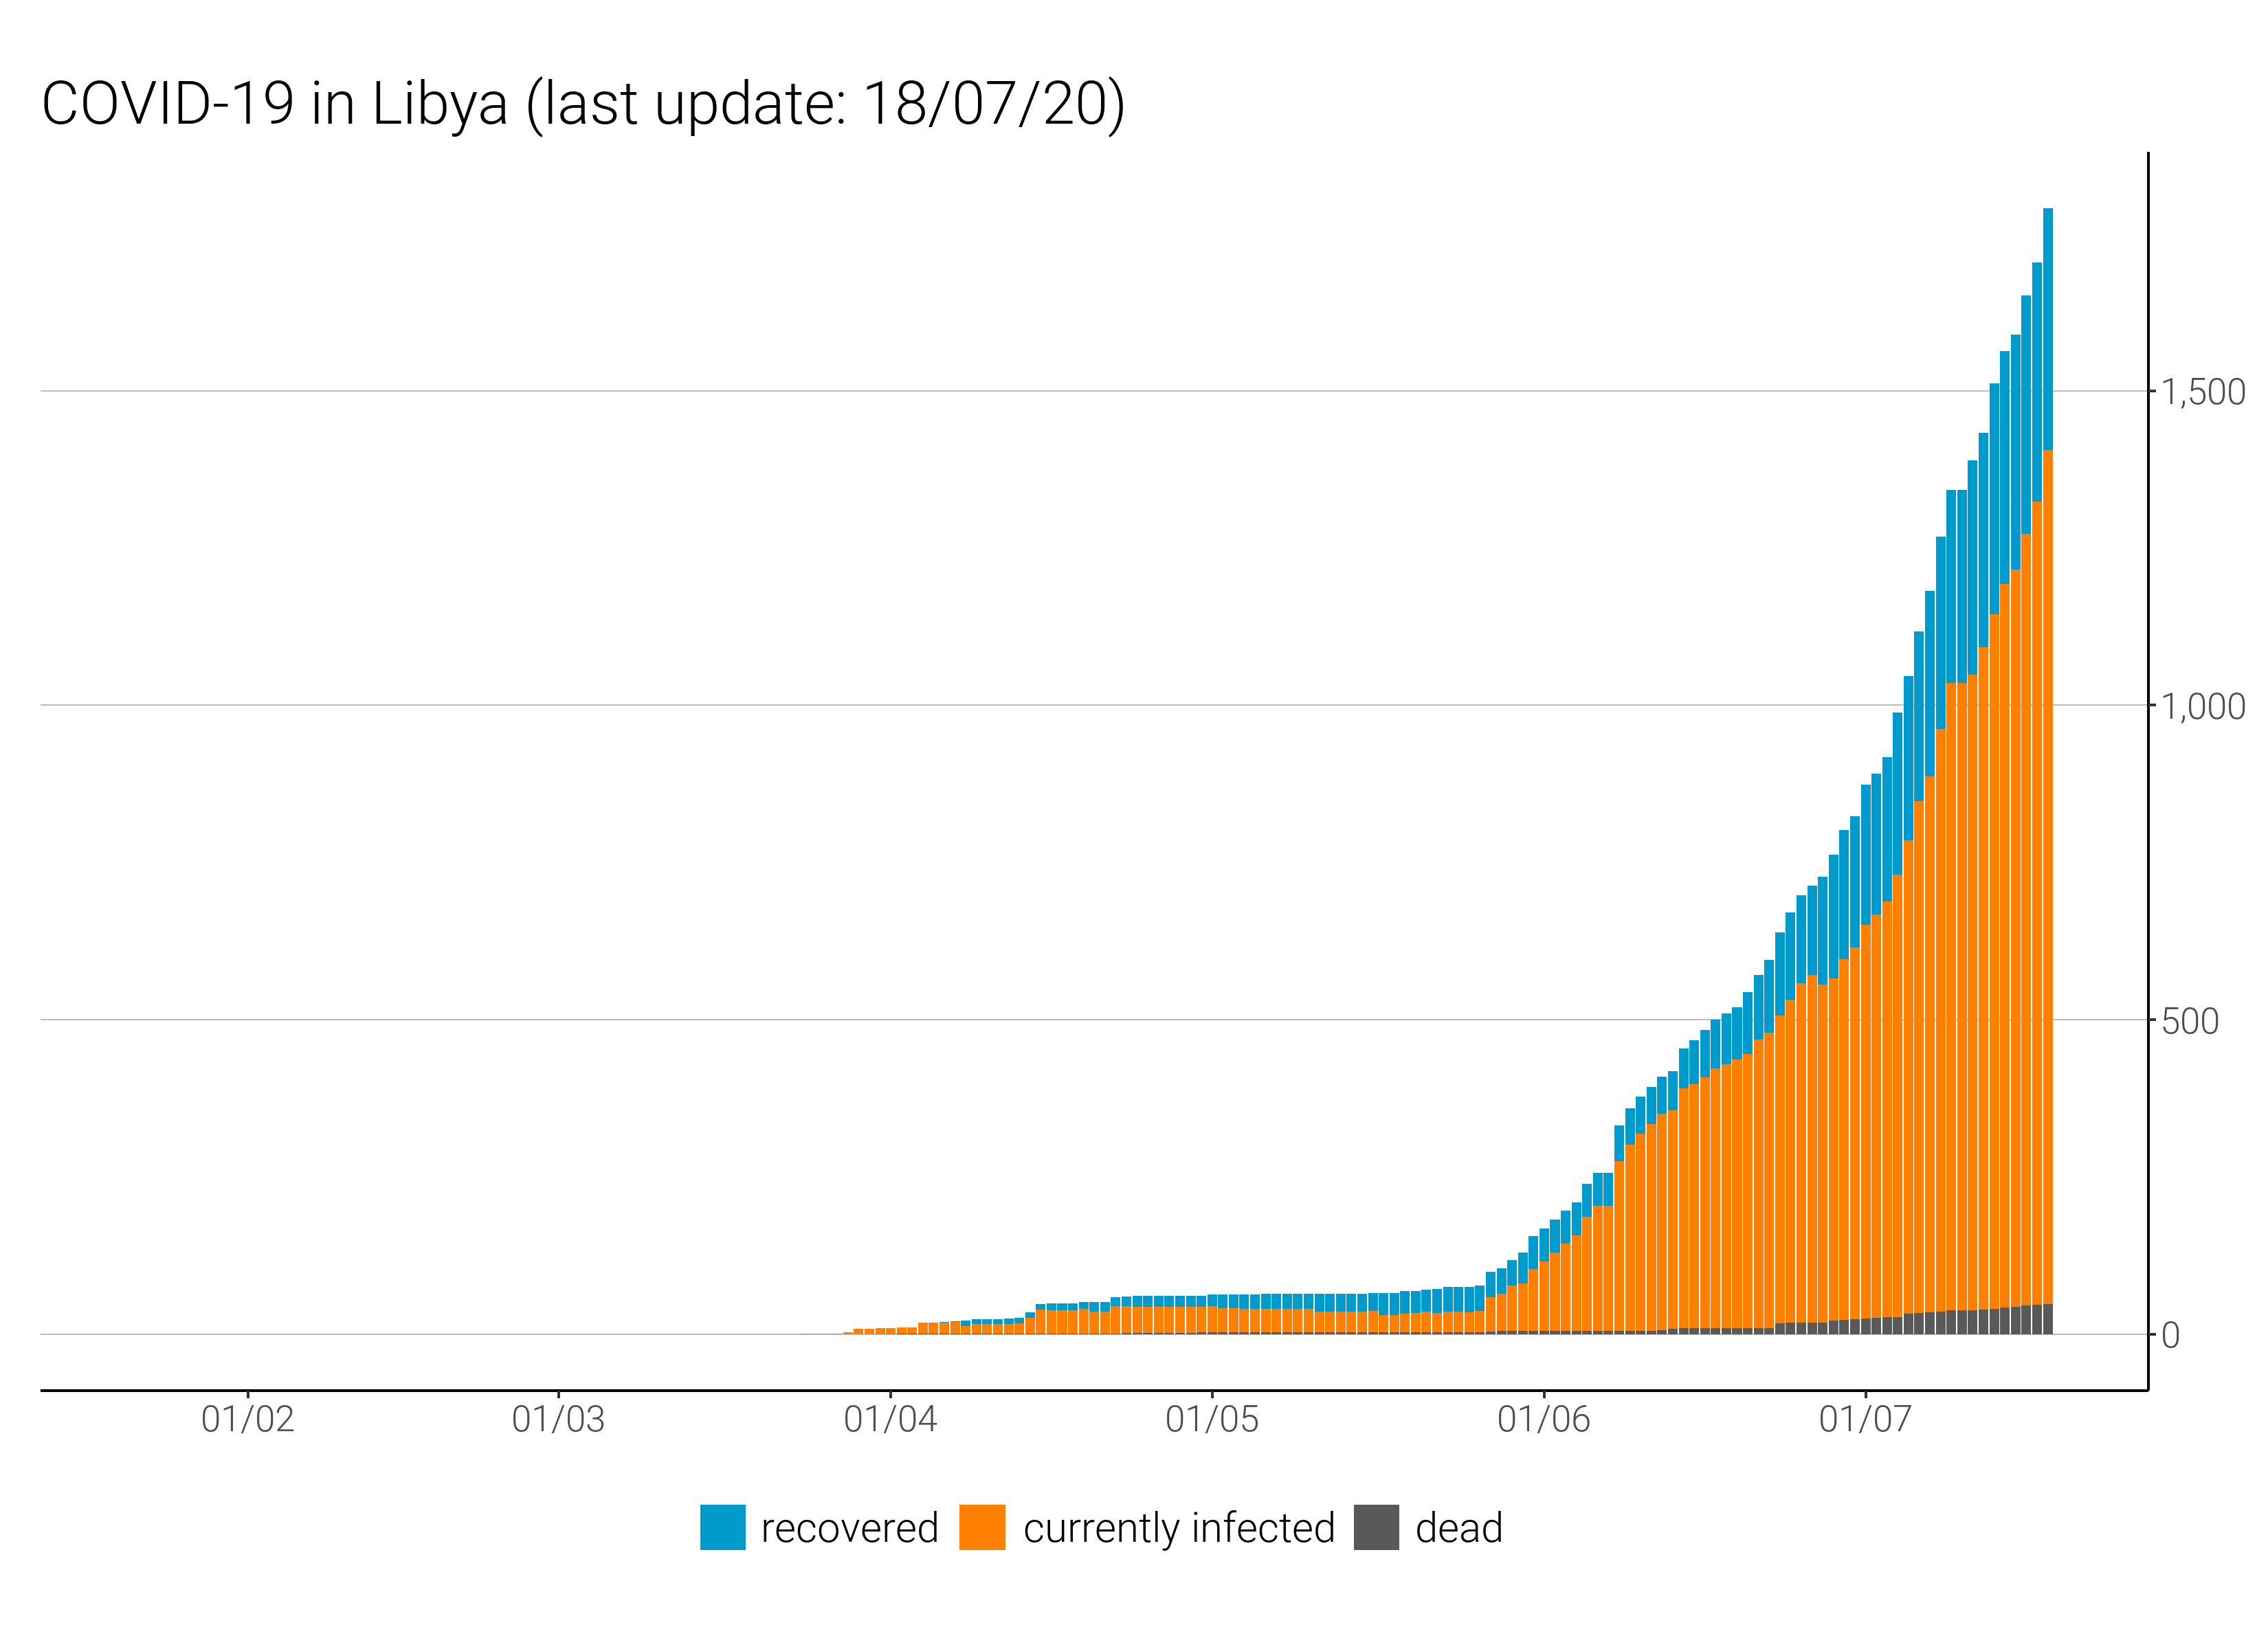 COVID-19 in Libya (last update: 18/07/20)
1,500
1,000
500
0
01/02 01/03 01/04 01/05 01/06 01/07
recovered currently infected dead